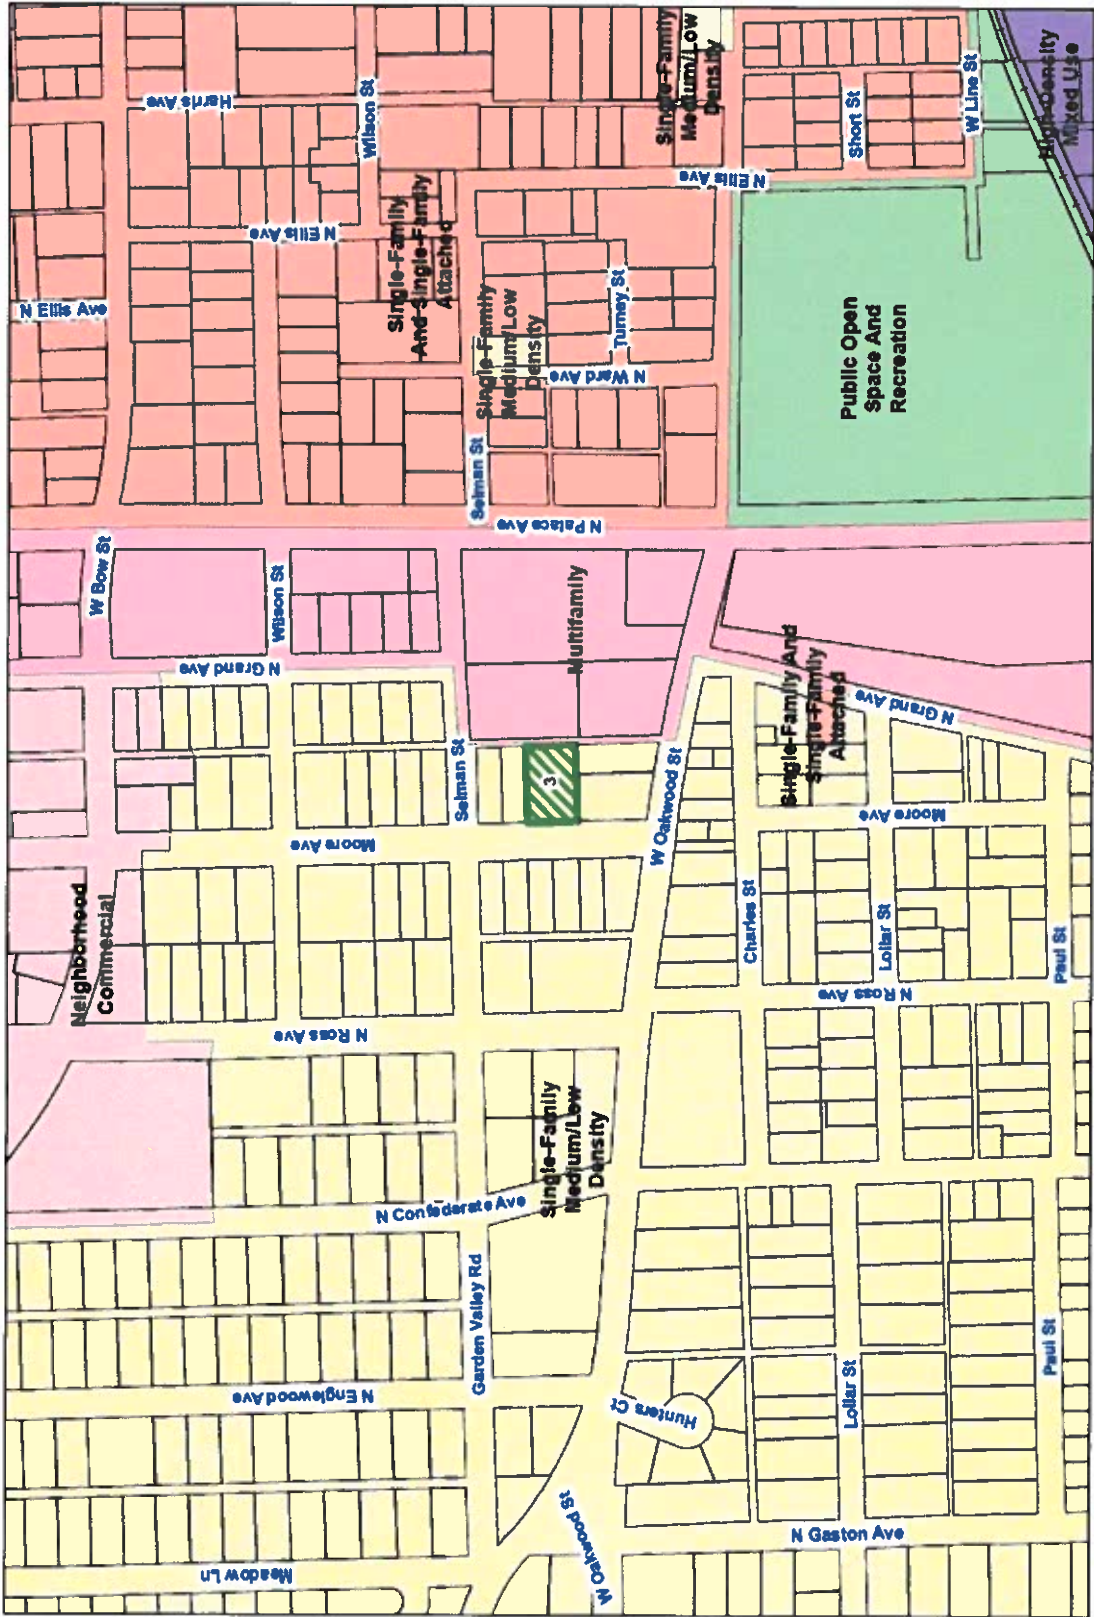 Harris Ave
Wilson St
Single-Family
Medium/Low
Density
Short St
W Line St
High-Density
Mixed Use
N Ellis Ave
N Ellis Ave
N Ellis Ave
Single-Family
And Single-Family
Attached
Single-Family
Medium/Low
Density
Turney St
N Ward Ave
Public Open
Space And
Recreation
Selman St
N Palace Ave
W Bow St
Wilson St
N Grand Ave
Multifamily
Single-Family And
Single-Family
Attached
N Grand Ave
Selman St
3
W Oakwood St
Moore Ave
Moore Ave
Neighborhood
Commercial
Charles St
Lollar St
Paul St
N Ross Ave
N Ross Ave
Single-Family
Medium/Low
Density
N Confederate Ave
Garden Valley Rd
N Englewood Ave
Hunters Ct
Lollar St
Paul St
W Oakwood St
N Gaston Ave
Meadow Ln